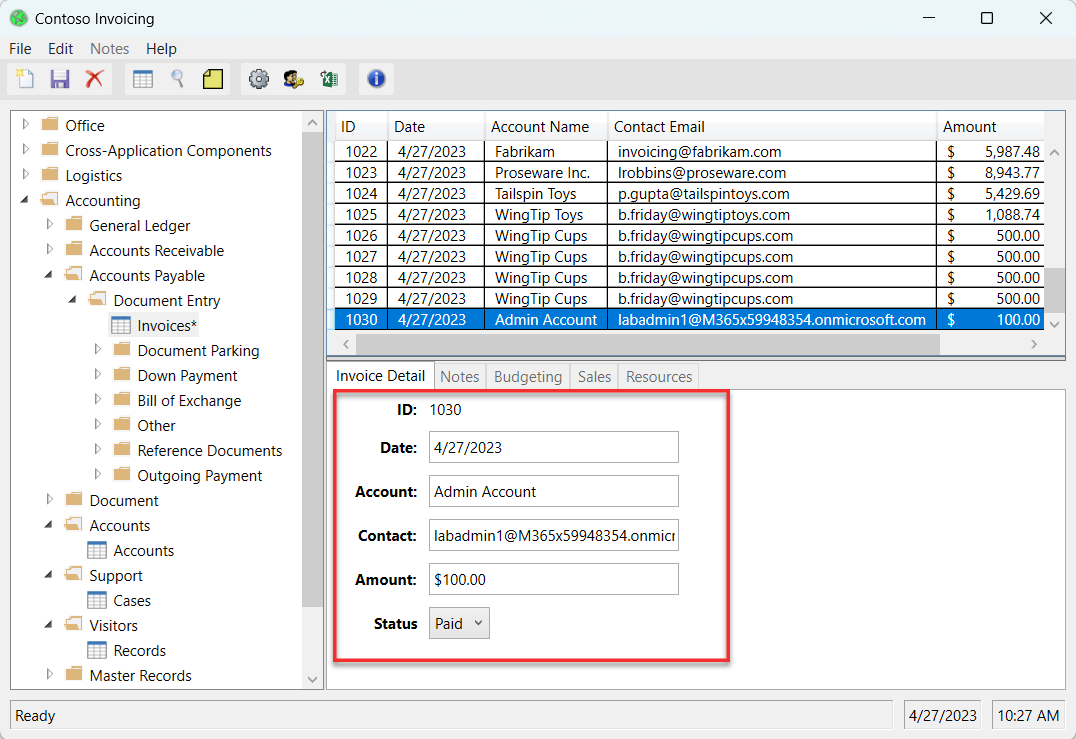 Contoso Invoicing
File Edit Notes Help
Office
Cross-Application Components
Logistics
Accounting
General Ledger
Accounts Receivable
Accounts Payable
Document Entry
Invoices*
Document Parking
Down Payment
Bill of Exchange
Other
Reference Documents
Outgoing Payment
Document
Accounts
Accounts
Support
Cases
Visitors
Records
Master Records
ID Date Account Name Contact Email Amount
1022 4/27/2023 Fabrikam invoicing@fabrikam.com $ 5,987.48
1023 4/27/2023 Proseware Inc. lrobbins@proseware.com $ 8,943.77
1024 4/27/2023 Tailspin Toys p.gupta@tailspintoys.com $ 5,429.69
1025 4/27/2023 WingTip Toys b.friday@wingtiptoys.com $ 1,088.74
1026 4/27/2023 WingTip Cups b.friday@wingtipcups.com $ 500.00
1027 4/27/2023 WingTip Cups b.friday@wingtipcups.com $ 500.00
1028 4/27/2023 WingTip Cups b.friday@wingtipcups.com $ 500.00
1029 4/27/2023 WingTip Cups b.friday@wingtipcups.com $ 500.00
1030 4/27/2023 Admin Account labadmin1@M365x59948354.onmicrosoft.com $ 100.00
Invoice Detail Notes Budgeting Sales Resources
ID: 1030
Date: 4/27/2023
Account: Admin Account
Contact: labadmin1@M365x59948354.onmicr
Amount: $100.00
Status Paid
Ready 4/27/2023 10:27 AM